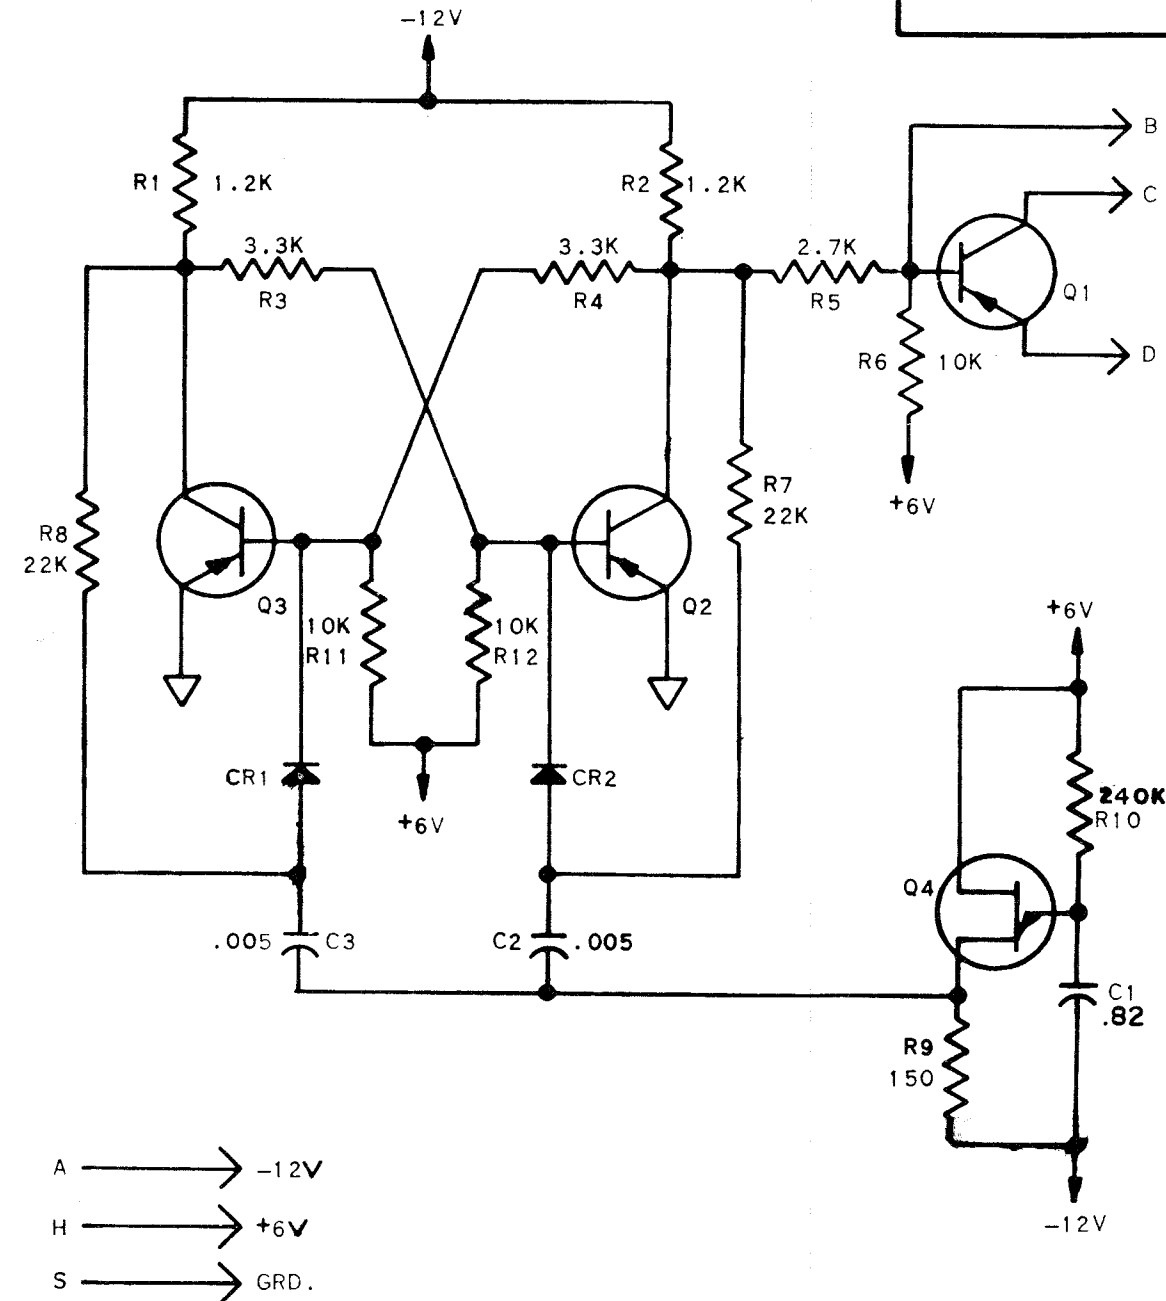 -12V
B
R1 1.2K
R2 1.2K
C
3.3K
3.3K
2.7K
R3
R4
R5
Q1
R6 10K
D
R7
22K
+6V
R8
22K
Q3
Q2
10K
R11
10K
R12
+6V
CR1
CR2
+6V
240K
R10
Q4
.005 C3
C2 .005
C1
.82
R9
150
A -12V
H +6V
-12V
S GRD.